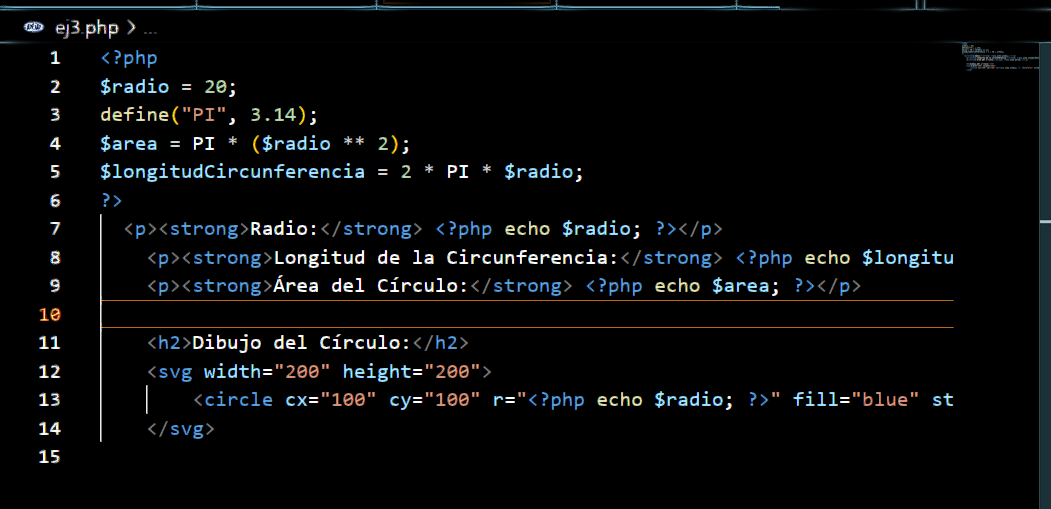 php ej3.php > ...
1 <?php
2 $radio = 20;
3 define("PI", 3.14);
4 $area = PI * ($radio ** 2);
5 $longitudCircunferencia = 2 * PI * $radio;
6 ?>
7 <p><strong>Radio:</strong> <?php echo $radio; ?></p>
8 <p><strong>Longitud de la Circunferencia:</strong> <?php echo $longitu
9 <p><strong>Área del Círculo:</strong> <?php echo $area; ?></p>
10
11 <h2>Dibujo del Círculo:</h2>
12 <svg width="200" height="200">
13 <circle cx="100" cy="100" r="<?php echo $radio; ?>" fill="blue" st
14 </svg>
15